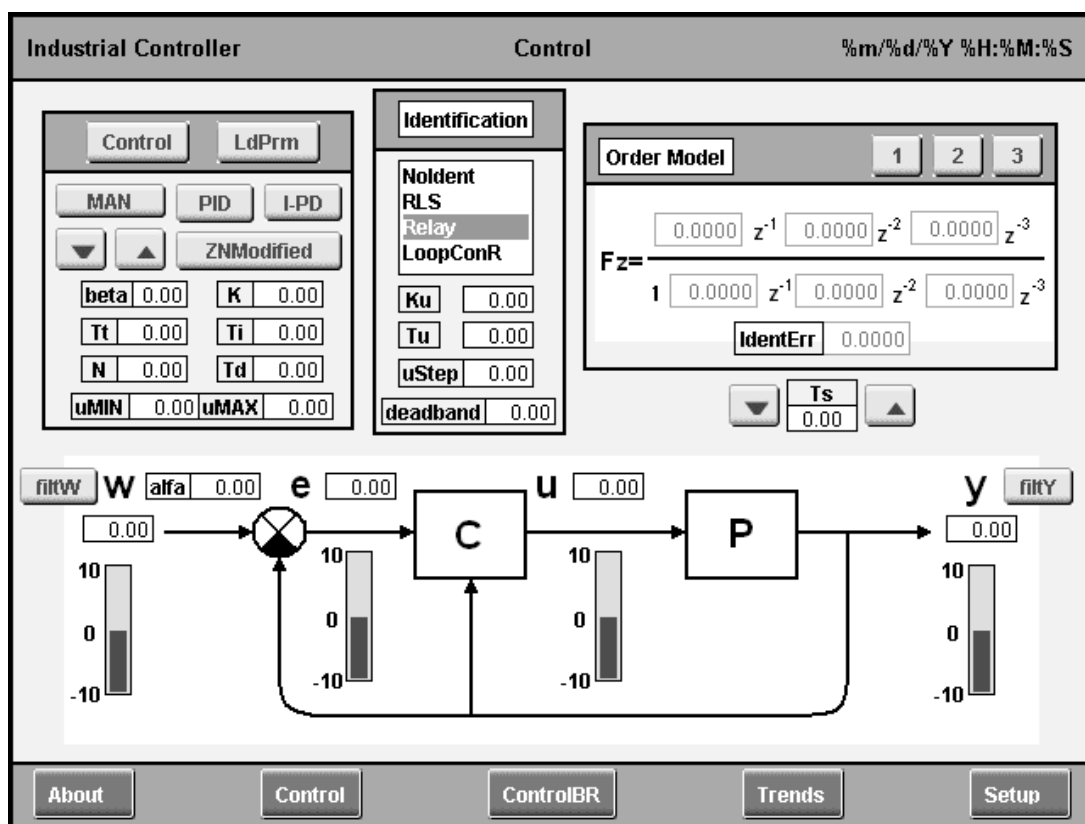 Industrial Controller Control %m/%d/%Y %H:%M:%S
Control LdPrm
MAN PID I-PD
ZNModified
beta 0.00 K 0.00
Tt 0.00 Ti 0.00
N 0.00 Td 0.00
uMIN 0.00 uMAX 0.00
Identification
NoIdent
RLS
Relay
LoopConR
Ku 0.00
Tu 0.00
uStep 0.00
deadband 0.00
Order Model 1 2 3
0.0000 z-1 0.0000 z-2 0.0000 z-3
Fz=
1 0.0000 z-1 0.0000 z-2 0.0000 z-3
IdentErr 0.0000
Ts
0.00
filtW w alfa 0.00 e 0.00 u 0.00 y filtY
0.00 C P 0.00
10 10 10 10
0 0 0 0
-10 -10 -10 -10
About Control ControlBR Trends Setup